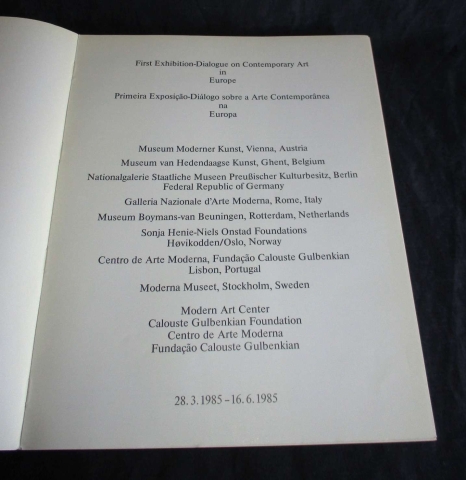 First Exhibition-Dialogue on Contemporary Art
in
Europe
Primeira Exposição-Diálogo sobre a Arte Contemporânea
na
Europa
Museum Moderner Kunst, Vienna, Austria
Museum van Hedendaagse Kunst, Ghent, Belgium
Nationalgalerie Staatliche Museen Preußischer Kulturbesitz, Berlin
Federal Republic of Germany
Galleria Nazionale d'Arte Moderna, Rome, Italy
Museum Boymans-van Beuningen, Rotterdam, Netherlands
Sonja Henie-Niels Onstad Foundations
Høvikodden/Oslo, Norway
Centro de Arte Moderna, Fundação Calouste Gulbenkian
Lisbon, Portugal
Moderna Museet, Stockholm, Sweden
Modern Art Center
Calouste Gulbenkian Foundation
Centro de Arte Moderna
Fundação Calouste Gulbenkian
28.3.1985–16.6.1985